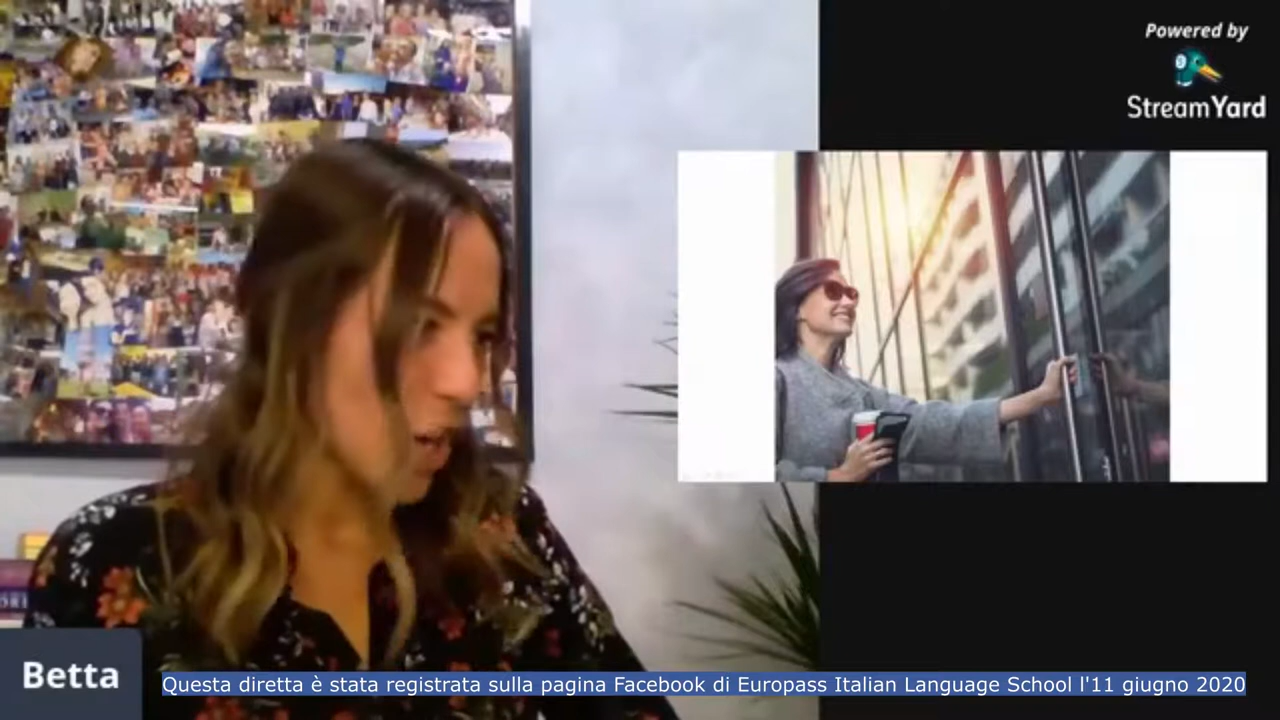 Powered by
StreamYard
Betta
Questa diretta è stata registrata sulla pagina Facebook di Europass Italian Language School l'11 giugno 2020